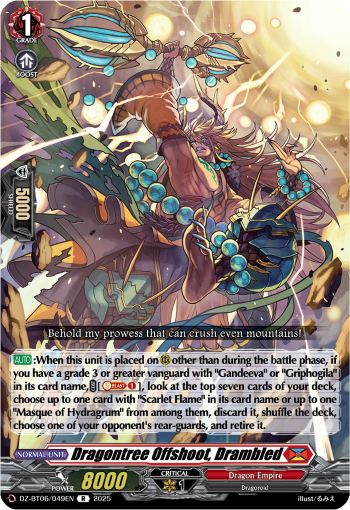 1
GRADE
BOOST
5000
SHIELD
Behold my prowess that can crush even mountains!
AUTO:When this unit is placed on other than during the battle phase, if
you have a grade 3 or greater vanguard with "Gandeeva" or "Griphogila"
in its card name, [SOUL BLAST 1], look at the top seven cards of your deck,
choose up to one card with "Scarlet Flame" in its card name or up to one
"Masque of Hydragrum" from among them, discard it, shuffle the deck,
choose one of your opponent's rear-guards, and retire it.
NORMAL UNIT
Dragontree Offshoot, Drambled
POWER
8000
CRITICAL
1
Dragon Empire
Dragoroid
DZ-BT06/049EN R 2025
illust/るみえ